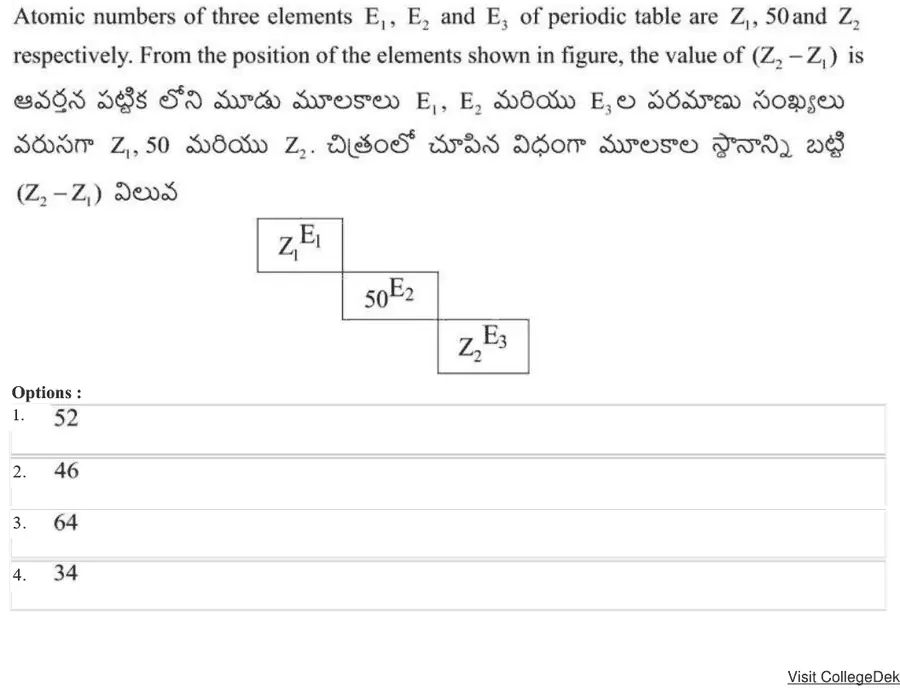 Atomic numbers of three elements E₁, E₂ and E₃ of periodic table are Z₁, 50 and Z₂
respectively. From the position of the elements shown in figure, the value of (Z₂ – Z₁) is
ఆవర్తన పట్టిక లోని మూడు మూలకాలు E₁, E₂ మరియు E₃ల పరమాణు సంఖ్యలు
వరుసగా Z₁, 50 మరియు Z₂. చిత్రంలో చూపిన విధంగా మూలకాల స్థానాన్ని బట్టి
(Z₂ – Z₁) విలువ
Z₁E₁
50E₂
Z₂E₃
Options :
1. 52
2. 46
3. 64
4. 34
Visit CollegeDek